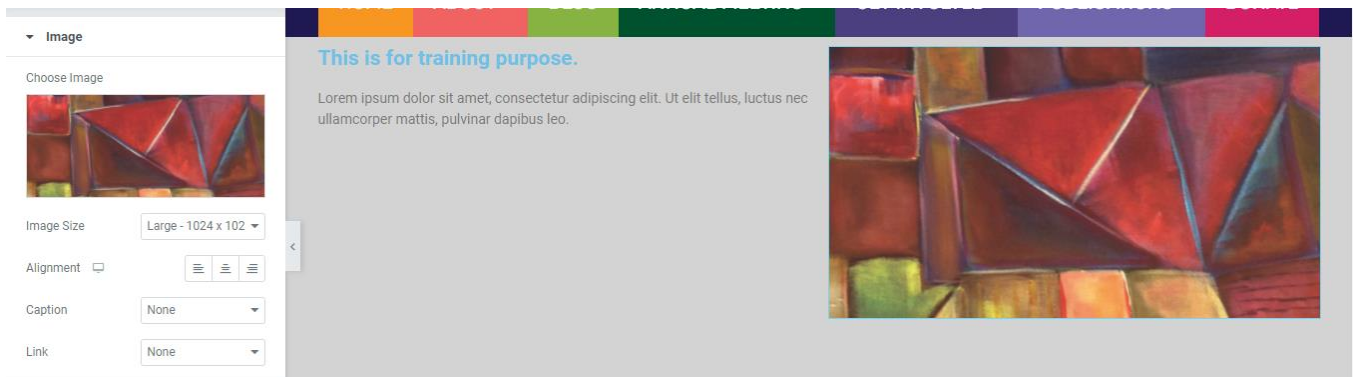 Image
Choose Image
Image Size
Large - 1024 x 102
Alignment
Caption
None
Link
None
This is for training purpose.
Lorem ipsum dolor sit amet, consectetur adipiscing elit. Ut elit tellus, luctus nec
ullamcorper mattis, pulvinar dapibus leo.